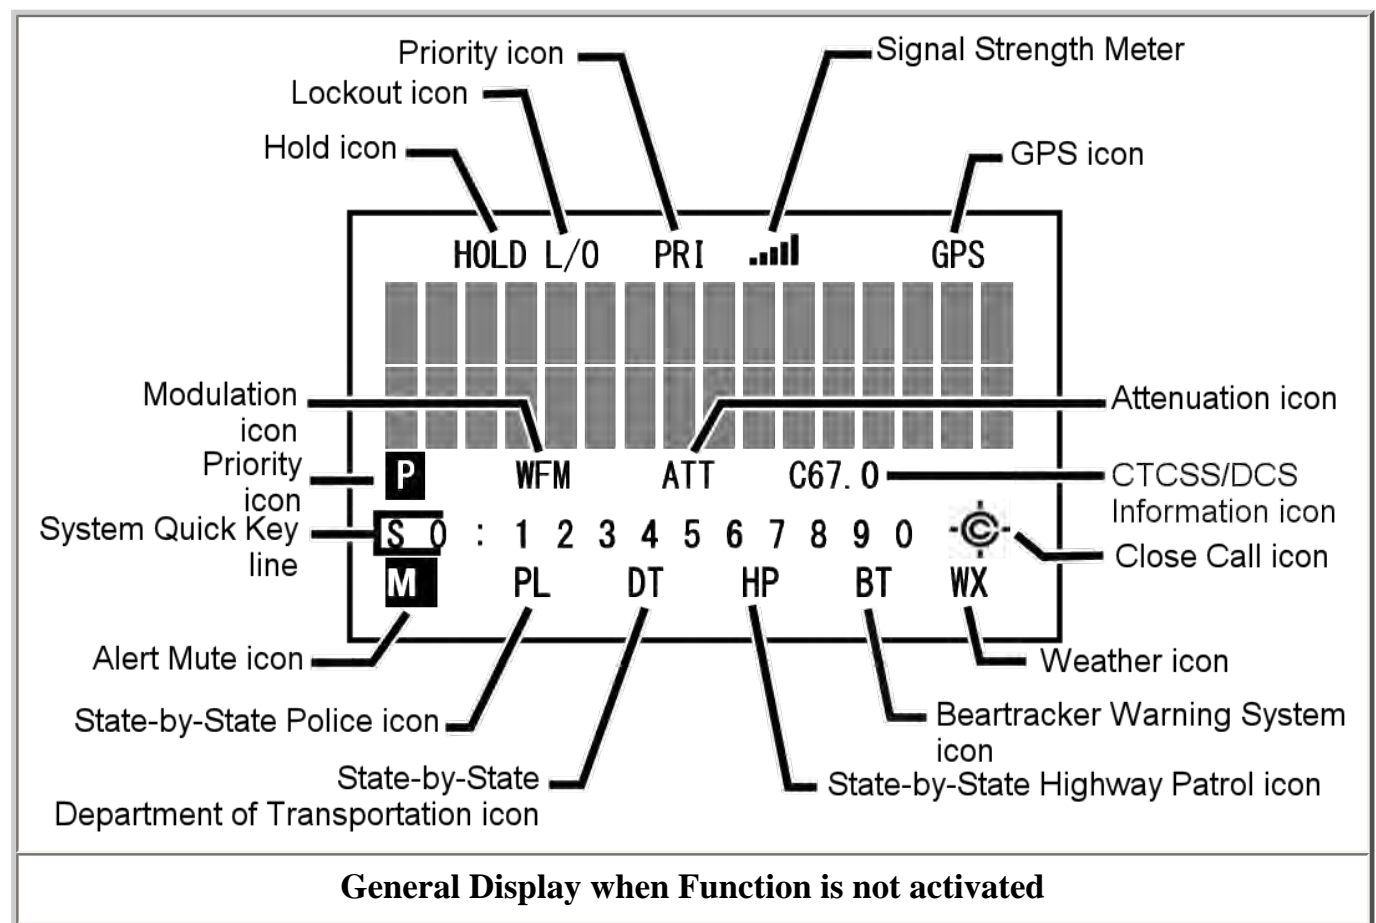 Priority icon
Signal Strength Meter
Lockout icon
Hold icon
GPS icon
HOLD L/O PRI GPS
Modulation
icon
Attenuation icon
Priority
icon
P WFM ATT C67.0
CTCSS/DCS
Information icon
System Quick Key
line
S 0 : 1 2 3 4 5 6 7 8 9 0 C
Close Call icon
M PL DT HP BT WX
Alert Mute icon
Weather icon
State-by-State Police icon
Beartracker Warning System
icon
State-by-State
Department of Transportation icon
State-by-State Highway Patrol icon
General Display when Function is not activated